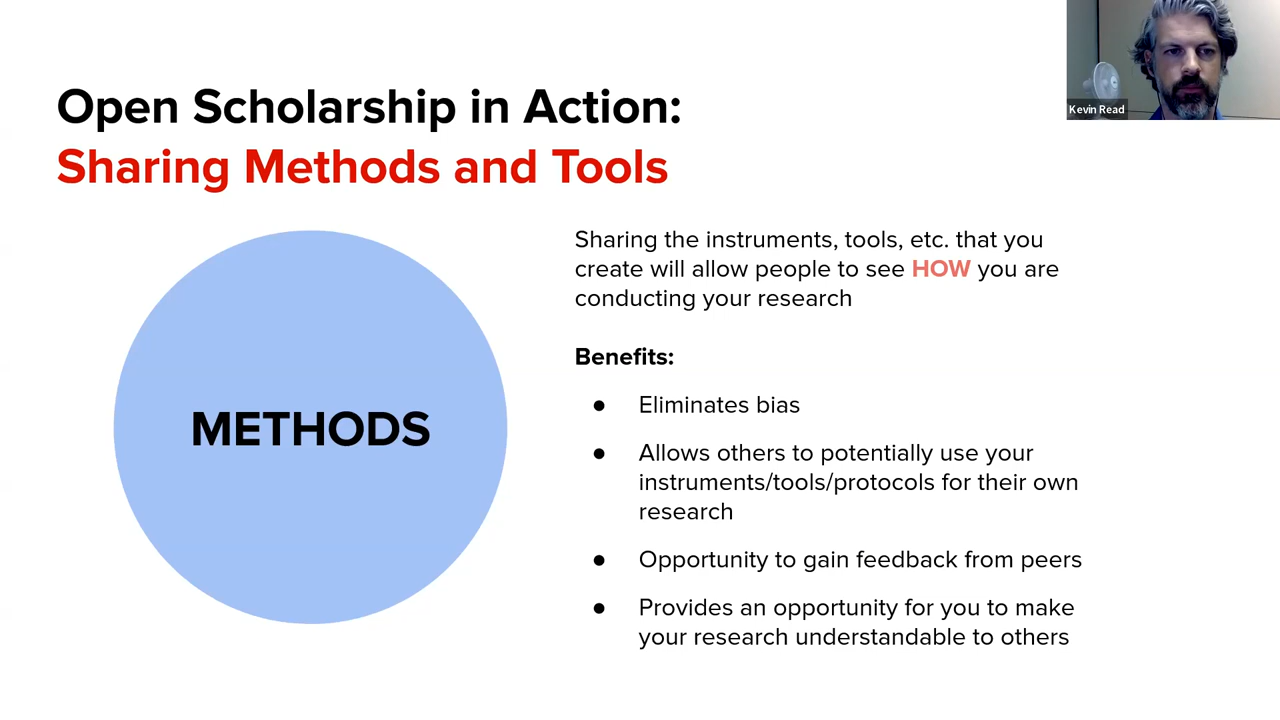 Open Scholarship in Action:
Sharing Methods and Tools
Kevin Read
METHODS
Sharing the instruments, tools, etc. that you
create will allow people to see HOW you are
conducting your research
Benefits:
● Eliminates bias
● Allows others to potentially use your
instruments/tools/protocols for their own
research
● Opportunity to gain feedback from peers
● Provides an opportunity for you to make
your research understandable to others